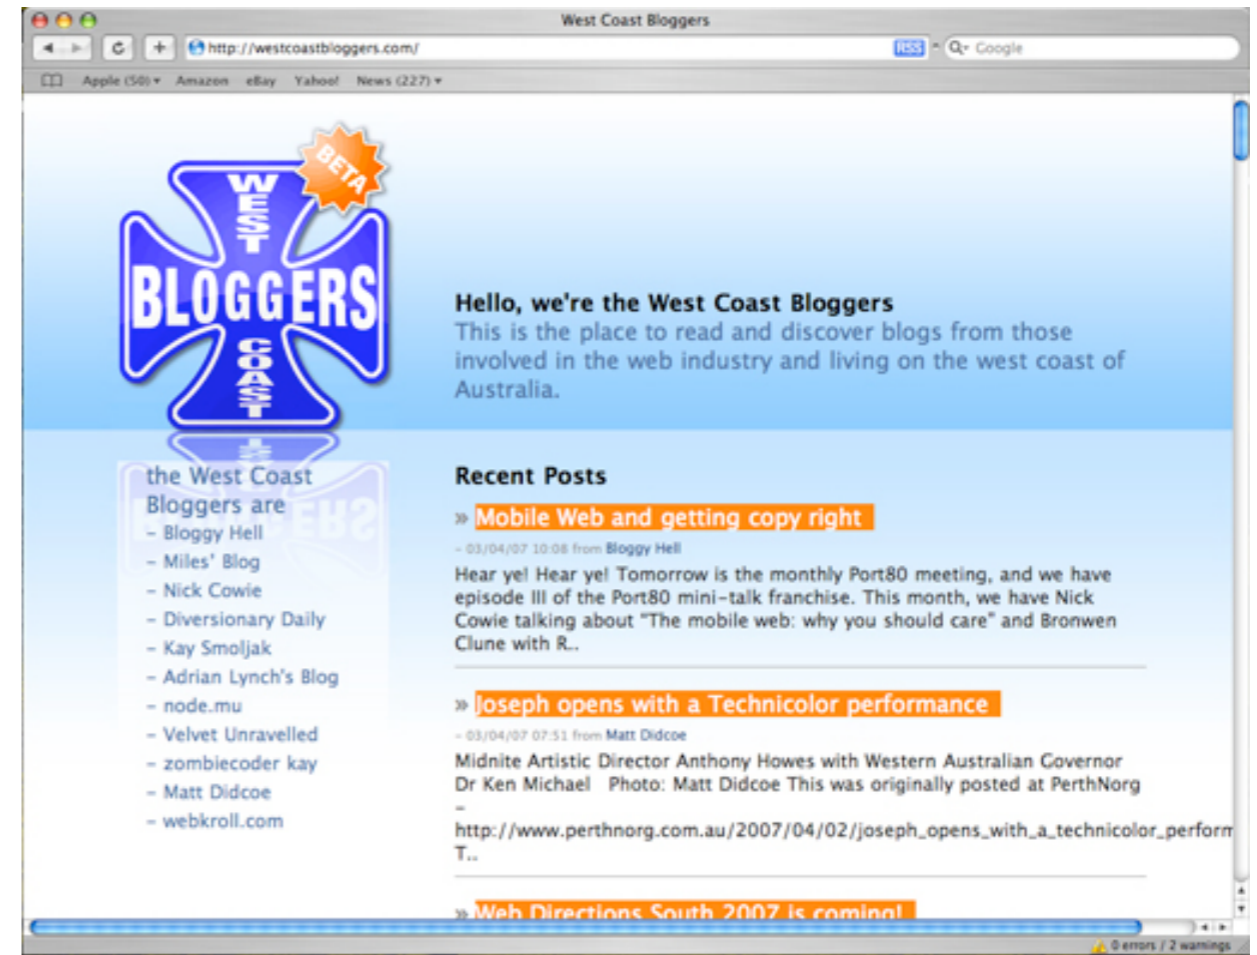 West Coast Bloggers
http://westcoastbloggers.com/
RSS
Google
Apple (50) Amazon eBay Yahoo! News (227)
BETA
WEST
BLOGGERS
COAST
Hello, we're the West Coast Bloggers
This is the place to read and discover blogs from those
involved in the web industry and living on the west coast of
Australia.
the West Coast
Bloggers are
– Bloggy Hell
– Miles' Blog
– Nick Cowie
– Diversionary Daily
– Kay Smoljak
– Adrian Lynch's Blog
– node.mu
– Velvet Unravelled
– zombiecoder kay
– Matt Didcoe
– webkroll.com
Recent Posts
» Mobile Web and getting copy right
– 03/04/07 10:08 from Bloggy Hell
Hear ye! Hear ye! Tomorrow is the monthly Port80 meeting, and we have
episode III of the Port80 mini-talk franchise. This month, we have Nick
Cowie talking about "The mobile web: why you should care" and Bronwen
Clune with R..
» Joseph opens with a Technicolor performance
– 03/04/07 07:51 from Matt Didcoe
Midnite Artistic Director Anthony Howes with Western Australian Governor
Dr Ken Michael Photo: Matt Didcoe This was originally posted at PerthNorg
–
http://www.perthnorg.com.au/2007/04/02/joseph_opens_with_a_technicolor_perform
T..
» Web Directions South 2007 is coming!
0 errors / 2 warnings